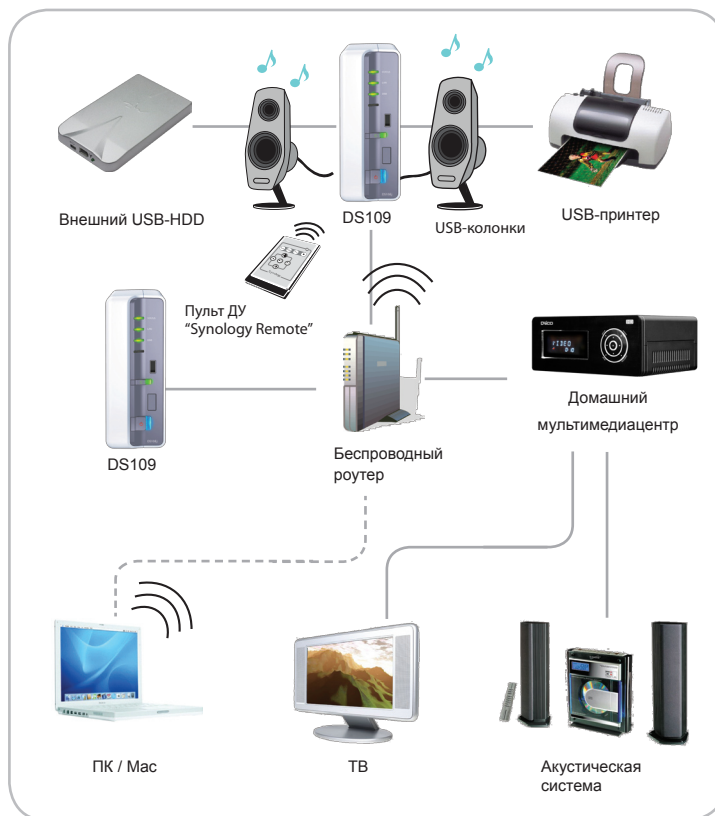 Внешний USB-HDD
DS109
USB-колонки
USB-принтер
Пульт ДУ
“Synology Remote”
DS109
Беспроводный
роутер
VIDEO
Домашний
мультимедиацентр
ПК / Mac
ТВ
Акустическая
система